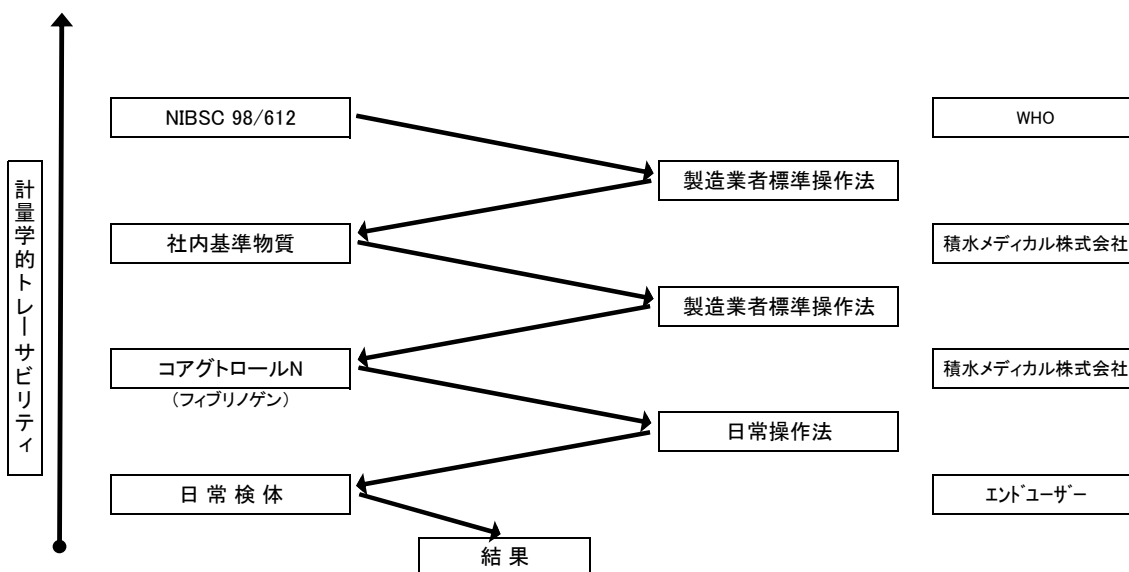 NIBSC 98/612
WHO
製造業者標準操作法
社内基準物質
積水メディカル株式会社
製造業者標準操作法
コアグトロールN
(フィブリノゲン)
積水メディカル株式会社
日常操作法
日 常 検 体
エンドユーザー
結 果
計量学的トレーサビリティ